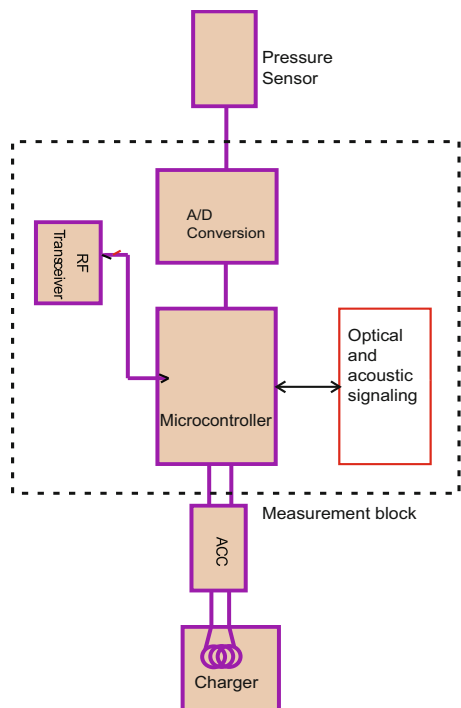 Pressure
Sensor
A/D
Conversion
RF
Transceiver
Optical
and
acoustic
signaling
Microcontroller
Measurement block
ACC
Charger